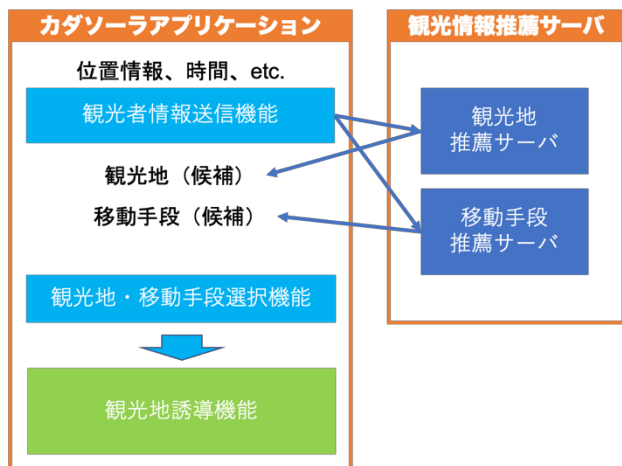 カダソーラアプリケーション
位置情報、時間、etc.
観光者情報送信機能
観光地（候補）
移動手段（候補）
観光地・移動手段選択機能
観光地誘導機能
観光情報推薦サーバ
観光地
推薦サーバ
移動手段
推薦サーバ